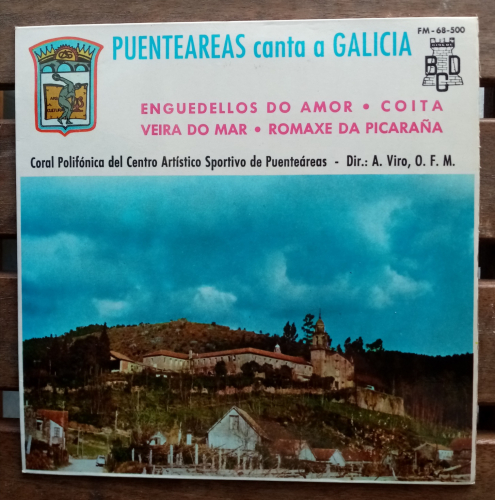 FM-68-500
PUENTEAREAS canta a GALICIA
BCD
ENGUEDELLOS DO AMOR • COITA
VEIRA DO MAR • ROMAXE DA PICARAÑA
Coral Polifónica del Centro Artístico Sportivo de Puenteáreas - Dir.: A. Viro, O. F. M.